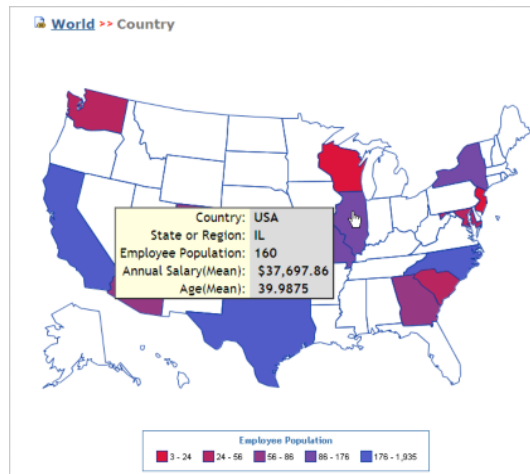 World >> Country
Country: USA
State or Region: IL
Employee Population: 160
Annual Salary(Mean): $37,697.86
Age(Mean): 39.9875
Employee Population
3 - 24 24 - 56 56 - 86 86 - 176 176 - 1,935